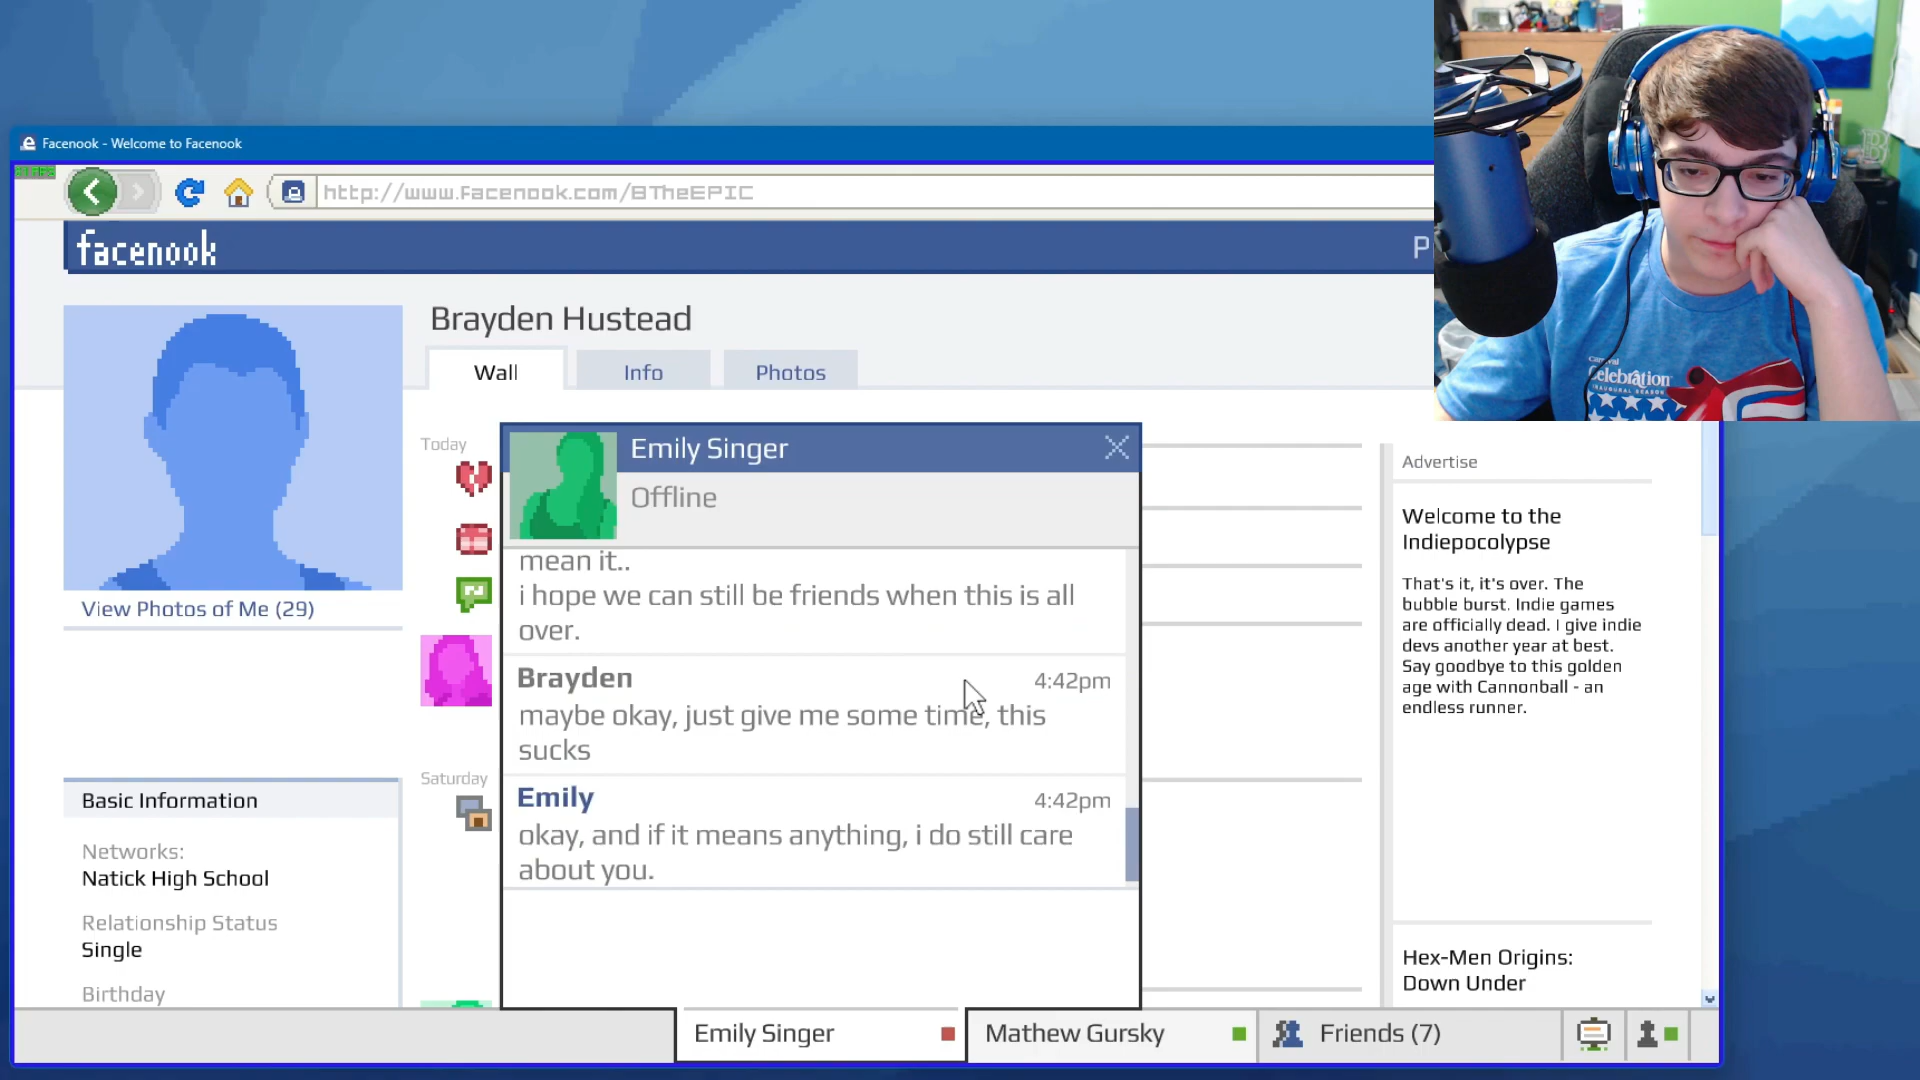 Facenook - Welcome to Facenook
http://www.Facenook.com/BTheEPIC
facenook
P
Brayden Hustead
Wall
Info
Photos
View Photos of Me (29)
Basic Information
Networks:
Natick High School
Relationship Status
Single
Birthday
Today
Saturday
Emily Singer
Offline
mean it..
i hope we can still be friends when this is all
over.
Brayden
4:42pm
maybe okay, just give me some time, this
sucks
Emily
4:42pm
okay, and if it means anything, i do still care
about you.
Advertise
Welcome to the
Indiepocolypse
That's it, it's over. The
bubble burst. Indie games
are officially dead. I give indie
devs another year at best.
Say goodbye to this golden
age with Cannonball - an
endless runner.
Hex-Men Origins:
Down Under
Emily Singer
Mathew Gursky
Friends (7)
Carnival
Celebration
INAUGURAL SEASON